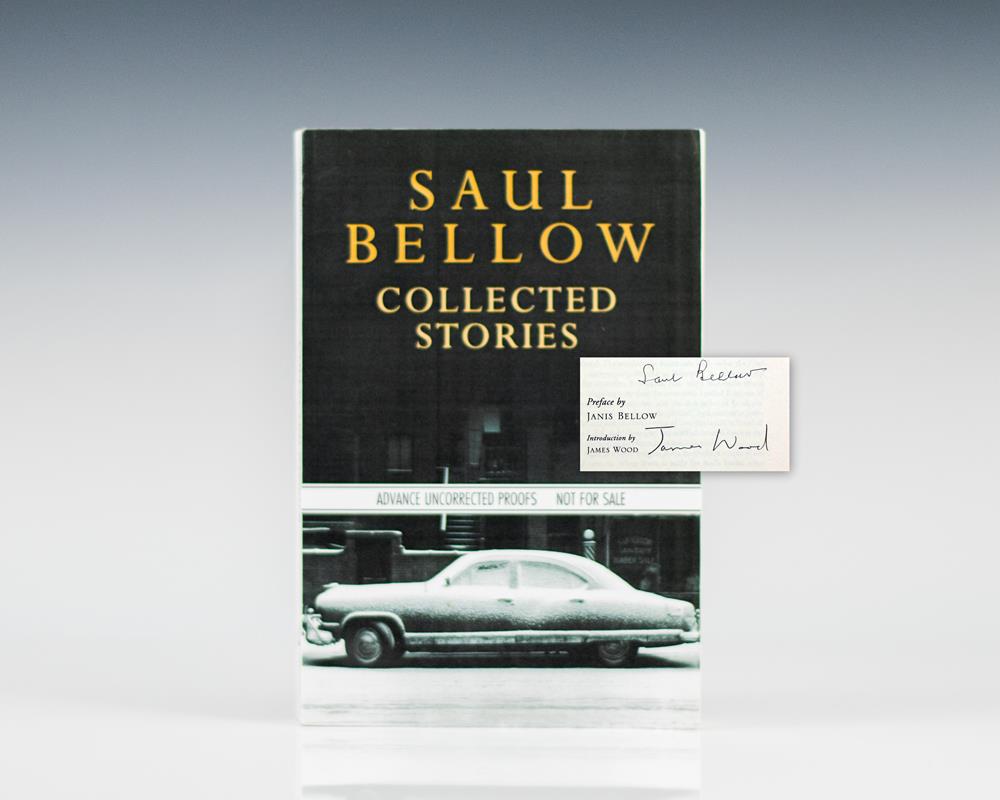 SAUL
BELLOW
COLLECTED
STORIES
Saul Bellow
Preface by
JANIS BELLOW
Introduction by
JAMES WOOD James Wood
ADVANCE UNCORRECTED PROOFS NOT FOR SALE